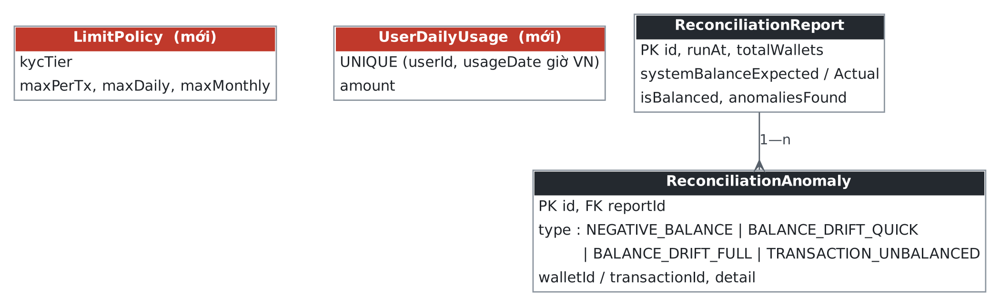 LimitPolicy (mới)
kycTier
maxPerTx, maxDaily, maxMonthly
UserDailyUsage (mới)
UNIQUE (userId, usageDate giờ VN)
amount
ReconciliationReport
PK id, runAt, totalWallets
systemBalanceExpected / Actual
isBalanced, anomaliesFound
1—n
ReconciliationAnomaly
PK id, FK reportId
type : NEGATIVE_BALANCE | BALANCE_DRIFT_QUICK
| BALANCE_DRIFT_FULL | TRANSACTION_UNBALANCED
walletId / transactionId, detail